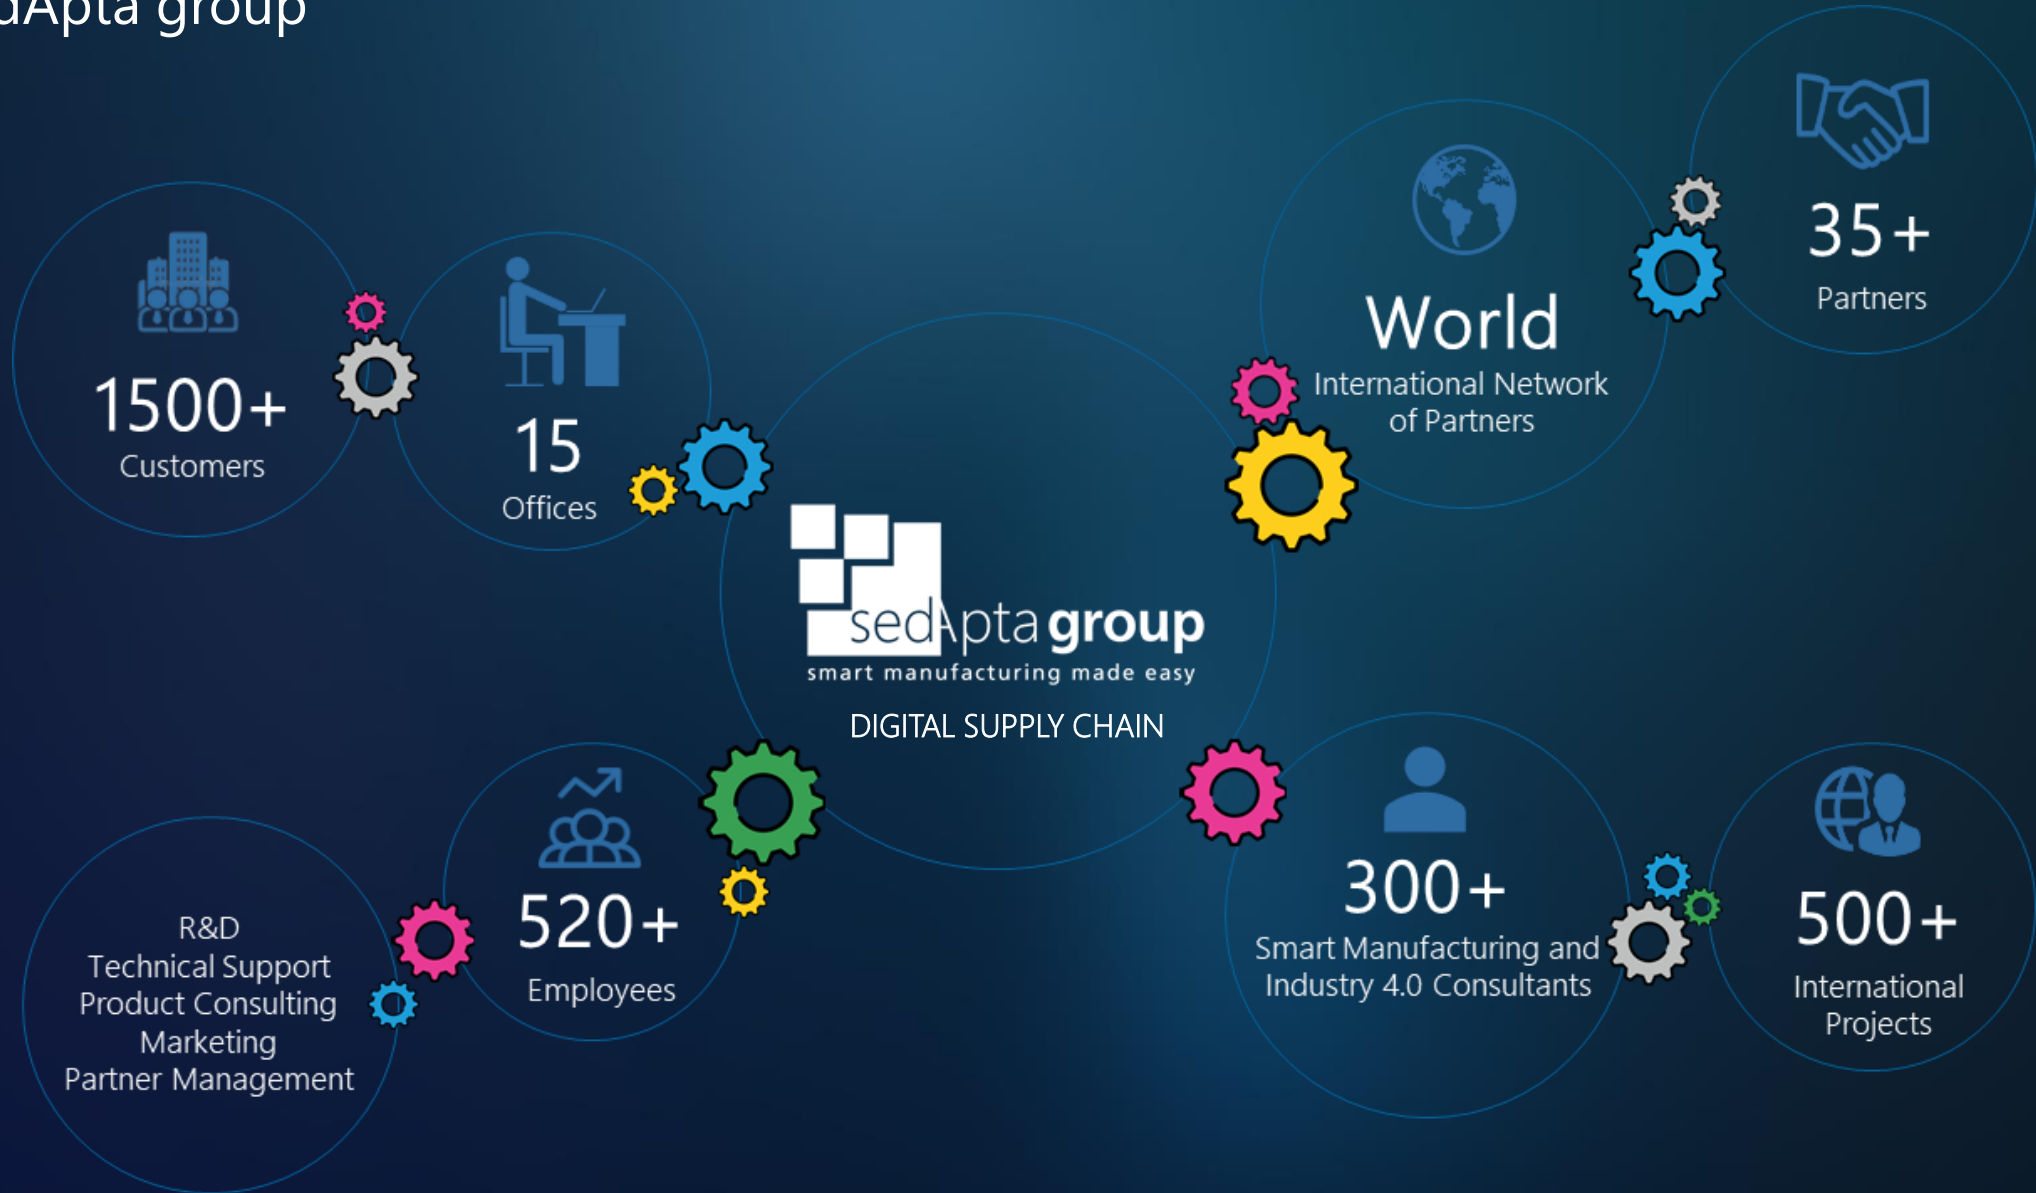 dApta group
1500+
Customers
15
Offices
World
International Network
of Partners
35+
Partners
sedApta group
smart manufacturing made easy
DIGITAL SUPPLY CHAIN
R&D
Technical Support
Product Consulting
Marketing
Partner Management
520+
Employees
300+
Smart Manufacturing and
Industry 4.0 Consultants
500+
International
Projects